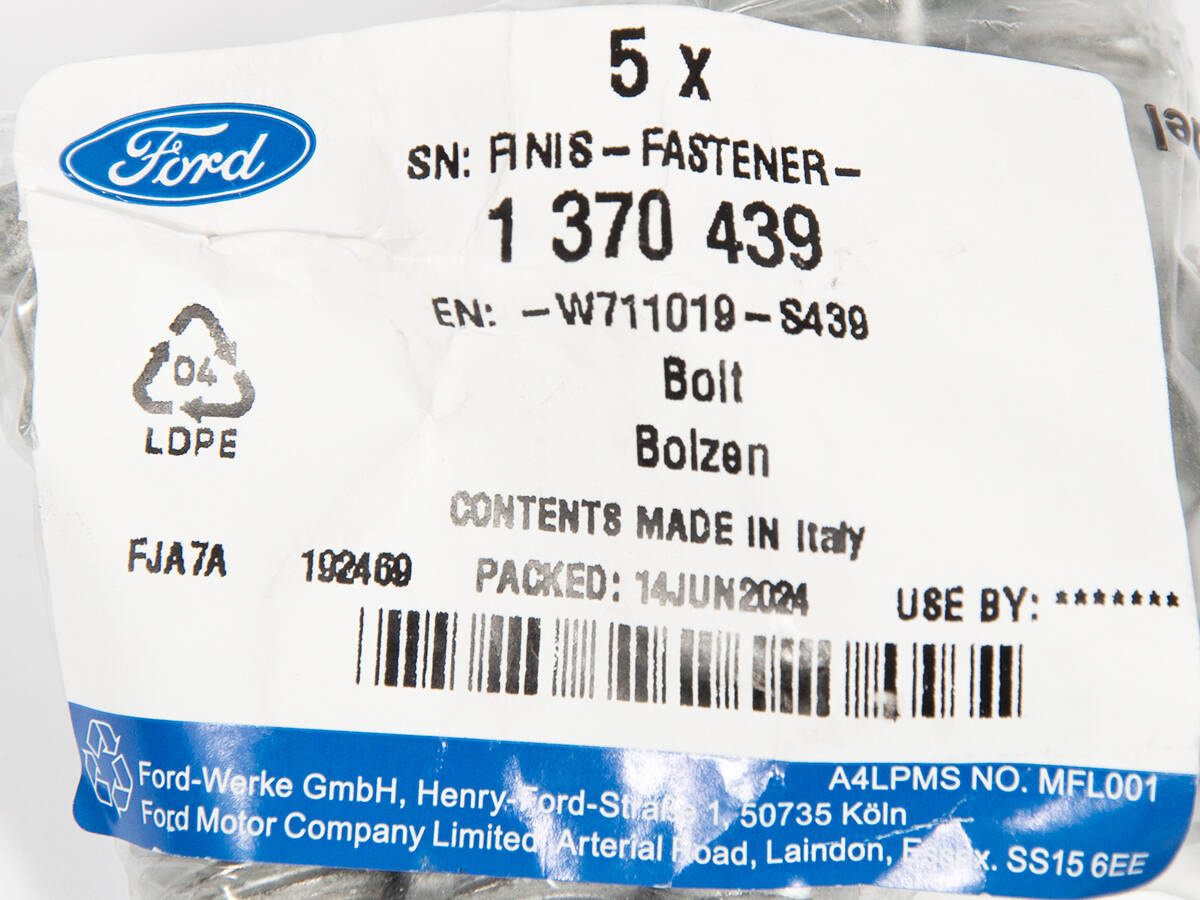 5 x
Ford
SN: FINIS-FASTENER-
1 370 439
EN: -W711019-S439
04
LDPE
Bolt
Bolzen
CONTENTS MADE IN Italy
FJA7A 192469 PACKED: 14JUN2024 USE BY: *******
A4LPMS NO. MFL001
Ford-Werke GmbH, Henry-Ford-Straße 1, 50735 Köln
Ford Motor Company Limited, Arterial Road, Laindon, Essex. SS15 6EE